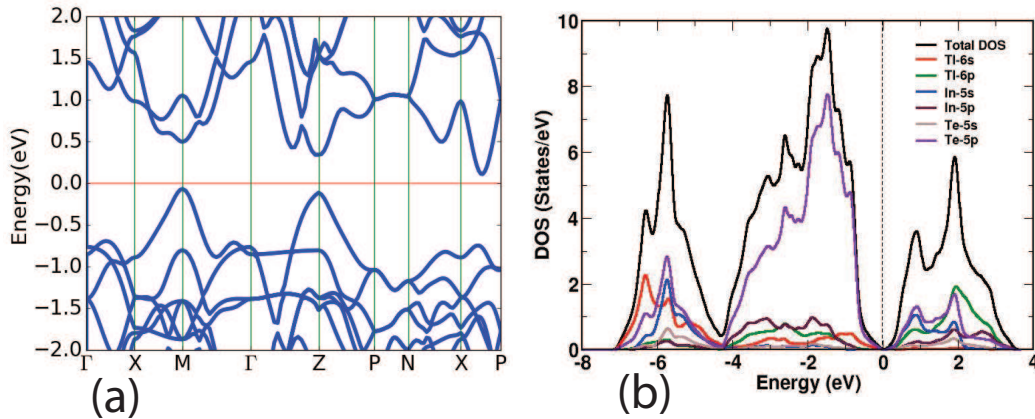 2.0
1.5
1.0
0.5
0.0
−0.5
−1.0
−1.5
−2.0
Energy(eV)
Γ X M Γ Z P N X P
(a)
10
8
6
4
2
0
DOS (States/eV)
Total DOS
Tl-6s
Tl-6p
In-5s
In-5p
Te-5s
Te-5p
-8 -6 -4 -2 0 2 4
Energy (eV)
(b)